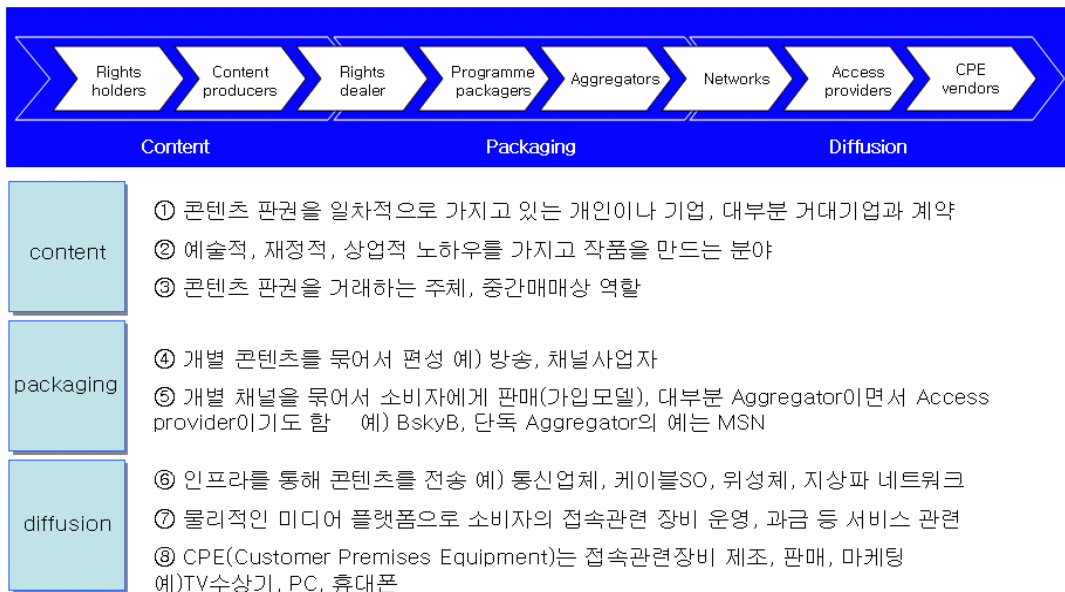 Rights holders
Content producers
Rights dealer
Programme packagers
Aggregators
Networks
Access providers
CPE vendors
Content
Packaging
Diffusion
content
① 콘텐츠 판권을 일차적으로 가지고 있는 개인이나 기업, 대부분 거대기업과 계약
② 예술적, 재정적, 상업적 노하우를 가지고 작품을 만드는 분야
③ 콘텐츠 판권을 거래하는 주체, 중간매매상 역할
packaging
④ 개별 콘텐츠를 묶어서 편성 예) 방송, 채널사업자
⑤ 개별 채널을 묶어서 소비자에게 판매(가입모델), 대부분 Aggregator이면서 Access
provider이기도 함 예) BskyB, 단독 Aggregator의 예는 MSN
diffusion
⑥ 인프라를 통해 콘텐츠를 전송 예) 통신업체, 케이블SO, 위성체, 지상파 네트워크
⑦ 물리적인 미디어 플랫폼으로 소비자의 접속관련 장비 운영, 과금 등 서비스 관련
⑧ CPE(Customer Premises Equipment)는 접속관련장비 제조, 판매, 마케팅
예)TV수상기, PC, 휴대폰